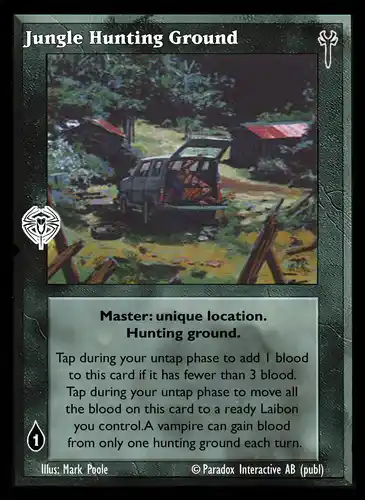 Jungle Hunting Ground
Master: unique location.
Hunting ground.
Tap during your untap phase to add 1 blood
to this card if it has fewer than 3 blood.
Tap during your untap phase to move all
the blood on this card to a ready Laibon
you control.A vampire can gain blood
from only one hunting ground each turn.
1
Illus: Mark Poole
© Paradox Interactive AB (publ)